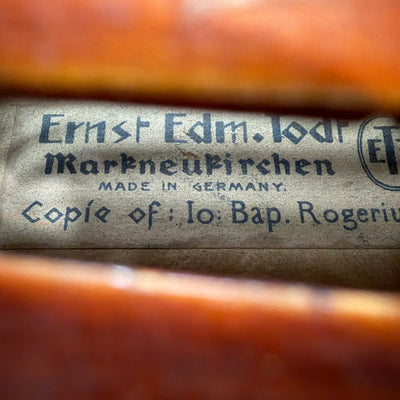 Ernst Edm. Todt
Markneukirchen
MADE IN GERMANY.
Copie of: Io: Bap. Rogeriu